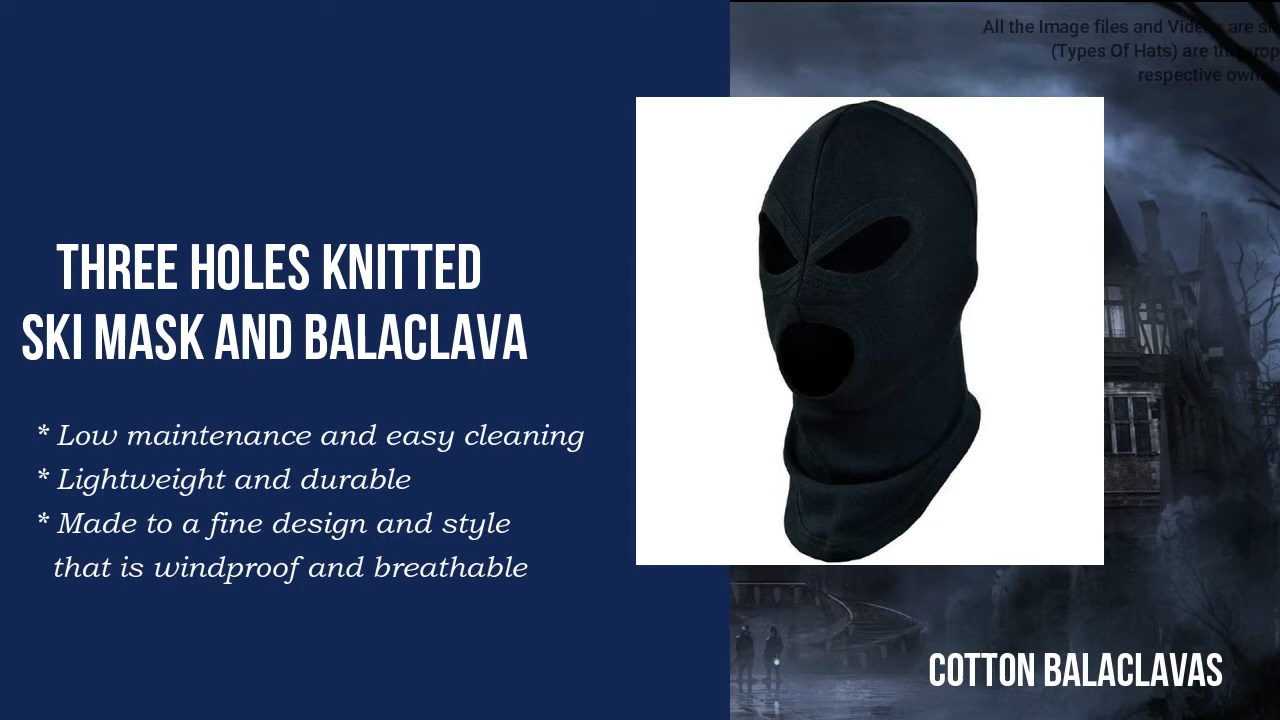 All the Image files and Videos are
(Types Of Hats) are the
respective
THREE HOLES KNITTED
SKI MASK AND BALACLAVA
* Low maintenance and easy cleaning
* Lightweight and durable
* Made to a fine design and style
that is windproof and breathable
COTTON BALACLAVAS